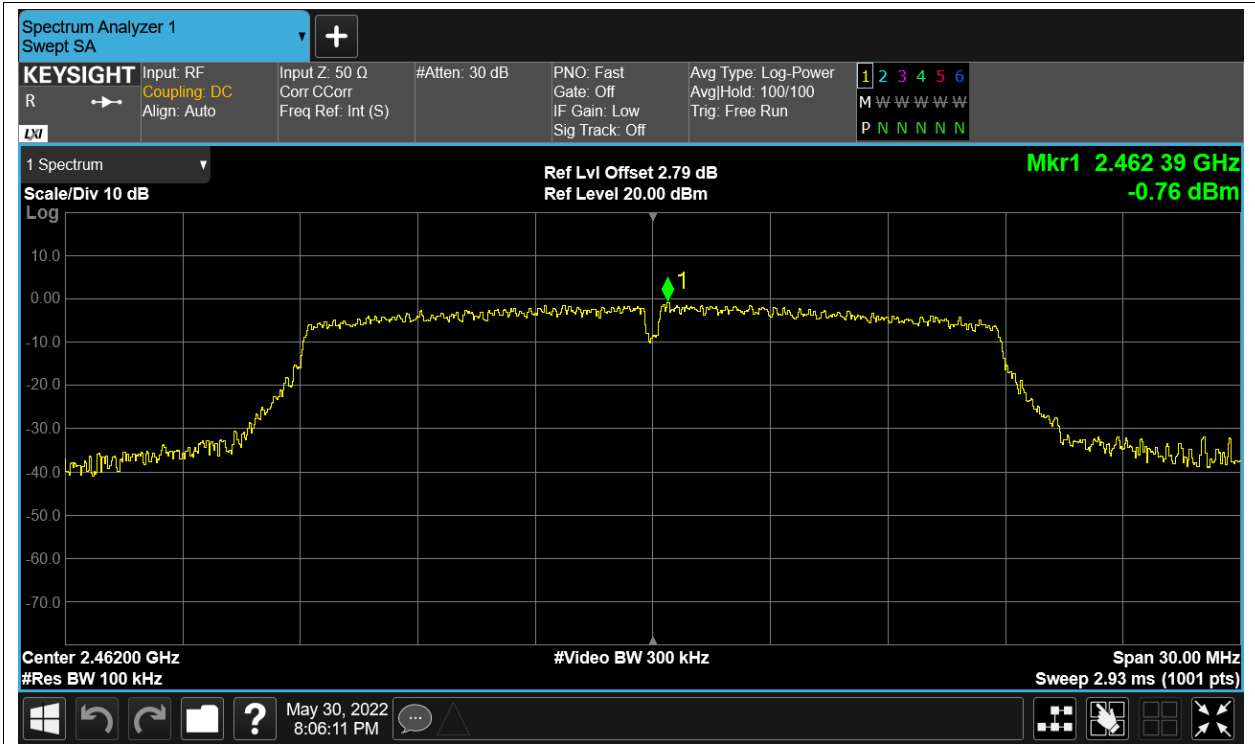 Spectrum Analyzer 1
Swept SA
KEYSIGHT
R
LXI
Input: RF
Coupling: DC
Align: Auto
Input Z: 50 Ω
Corr CCorr
Freq Ref: Int (S)
#Atten: 30 dB
PNO: Fast
Gate: Off
IF Gain: Low
Sig Track: Off
Avg Type: Log-Power
Avg|Hold: 100/100
Trig: Free Run
1 2 3 4 5 6
M W W W W W
P N N N N N
1 Spectrum
Scale/Div 10 dB
Log
Ref Lvl Offset 2.79 dB
Ref Level 20.00 dBm
Mkr1 2.462 39 GHz
-0.76 dBm
10.0
0.00
-10.0
-20.0
-30.0
-40.0
-50.0
-60.0
-70.0
1
Center 2.46200 GHz
#Res BW 100 kHz
#Video BW 300 kHz
Span 30.00 MHz
Sweep 2.93 ms (1001 pts)
?
May 30, 2022
8:06:11 PM